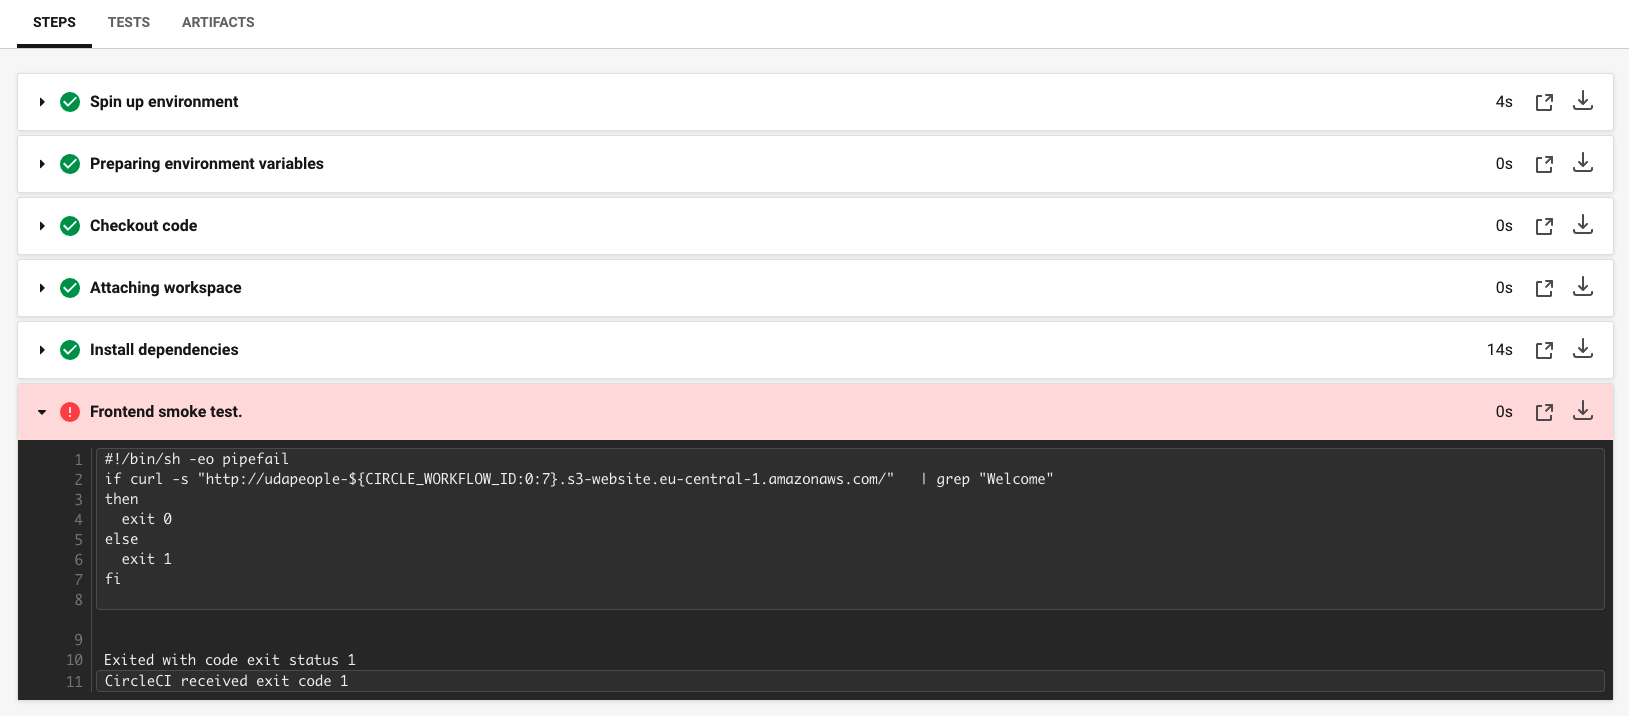 STEPS TESTS ARTIFACTS
Spin up environment 4s
Preparing environment variables 0s
Checkout code 0s
Attaching workspace 0s
Install dependencies 14s
Frontend smoke test. 0s
1 #!/bin/sh -eo pipefail
2 if curl -s "http://udapeople-${CIRCLE_WORKFLOW_ID:0:7}.s3-website.eu-central-1.amazonaws.com/"   | grep "Welcome"
3 then
4   exit 0
5 else
6   exit 1
7 fi
8
9
10 Exited with code exit status 1
11 CircleCI received exit code 1